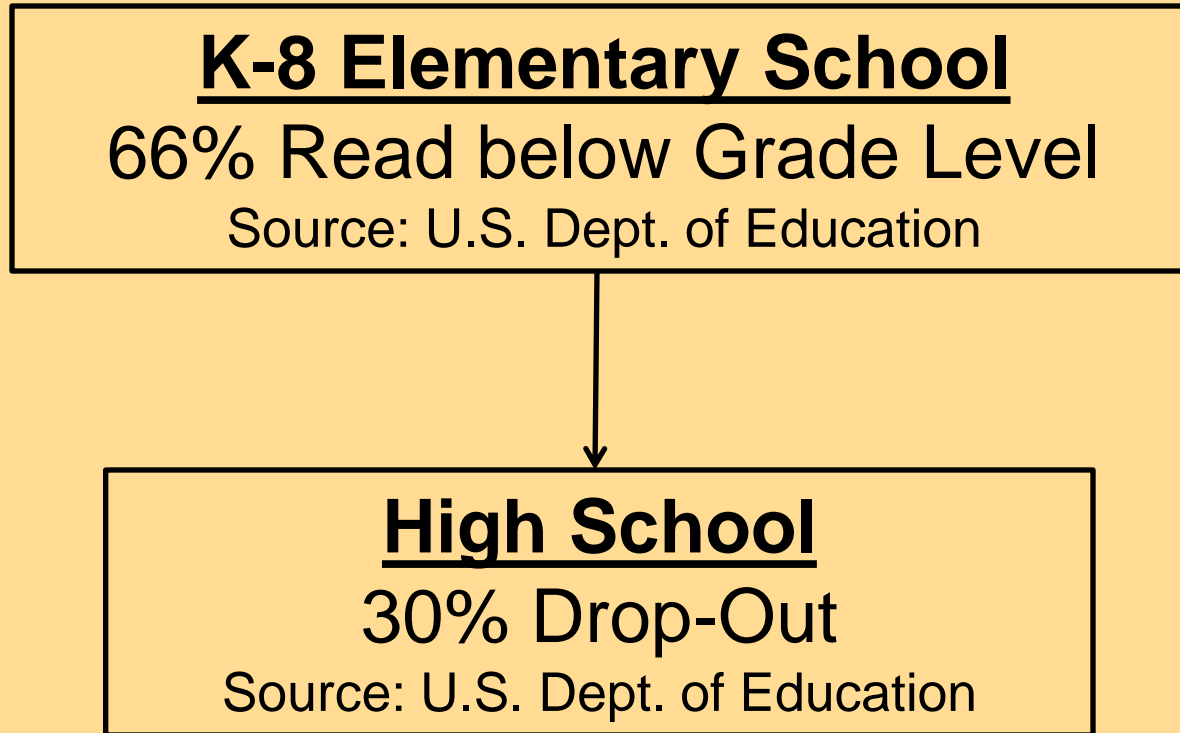 K-8 Elementary School
66% Read below Grade Level
Source: U.S. Dept. of Education
High School
30% Drop-Out
Source: U.S. Dept. of Education